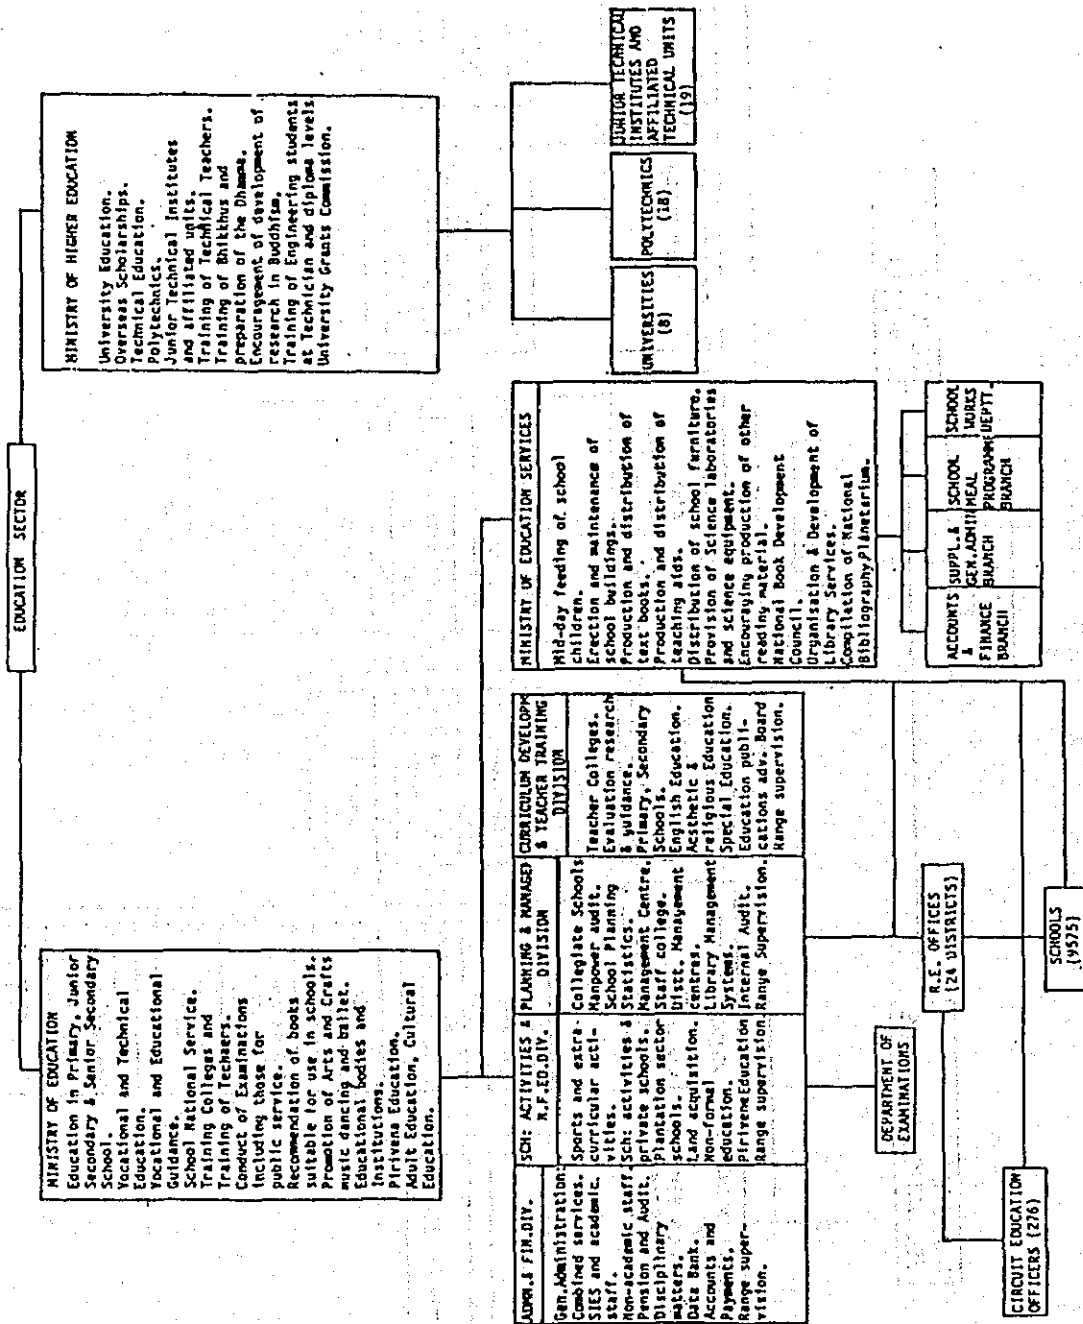 EDUCATION SECTOR
MINISTRY OF EDUCATION
Education in Primary, Junior
Secondary & Senior Secondary
School.
Vocational and Technical
Education.
Vocational and Educational
Guidance.
School National Service.
Training Colleges and
Training of Techaers.
Conduct of Examinations
including those for
public service.
Recommendation of books
suitable for use in schools.
Promotion of Arts and Crafts
music dancing and ballet.
Educational bodies and
Institutions.
Pirivena Education.
Adult Education, Cultural
Education.
MINISTRY OF HIGHER EDUCATION
University Education.
Overseas Scholarships.
Technical Education.
Polytechnics.
Junior Technical Institutes
and affiliated units.
Training of Technical Teachers.
Training of Bhikkhus and
preparation of the Dhamma.
Encouragement of development of
research in Buddhism.
Training of Engineering students
at Technician and diploma levels
University Grants Commission.
ADMN.& FIN.DIV.
Gen.Administration
Combined services.
SIES and academic
staff.
Non-academic staff.
Pension and Audit.
Disciplinary
matters.
Data Bank.
Accounts and
Payments.
Range super-
vision.
SCH: ACTIVITIES &
N.F.ED.DIV.
Sports and extra-
curricular acti-
vities.
Sch: activities &
private schools.
Plantation sector
schools.
Land acquisition.
Non-formal
education.
PiriveneEducation
Range supervision.
PLANNING & MANAGEM
DIVISION
Collegiate Schools
Manpower audit.
School Planning
Statistics.
Management Centre.
Staff college.
Dist. Management
centres.
Library Management
Systems.
Internal Audit.
Range Supervision.
CURRICULUM DEVELOPM
& TEACHER TRAINING
DIVISION
Teacher Colleges.
Evaluation research
& guidance.
Primary, Secondary
Schools.
English Education.
Aesthetic &
religious Education
Special Education.
Education publi-
cations adv. Board
Range supervision.
MINISTRY OF EDUCATION SERVICES
Mid-day feeding of school
children.
Erection and maintenance of
school buildings.
Production and distribution of
text books.
Production and distribution of
teaching aids.
Distribution of school furniture.
Provision of Science laboratories
and science equipment.
Encouraging production of other
reading material.
National Book Development
Council.
Organisation & Development of
Library Services.
Compilation of National
Bibliography,Planetarium.
UNIVERSITIES
(8)
POLYTECHNICS
(18)
JUNIOR TECHNICAL
INSTITUTES AND
AFFILIATED
TECHNICAL UNITS
(19)
DEPARTMENT OF
EXAMINATIONS
R.E. OFFICES
(24 DISTRICTS)
ACCOUNTS
&
FINANCE
BRANCH
SUPPL.&
GEN.ADMIN
BRANCH
SCHOOL
MEAL
PROGRAMME
BRANCH
SCHOOL
WORKS
DEPTT.
CIRCUIT EDUCATION
OFFICERS (276)
SCHOOLS
(9575)